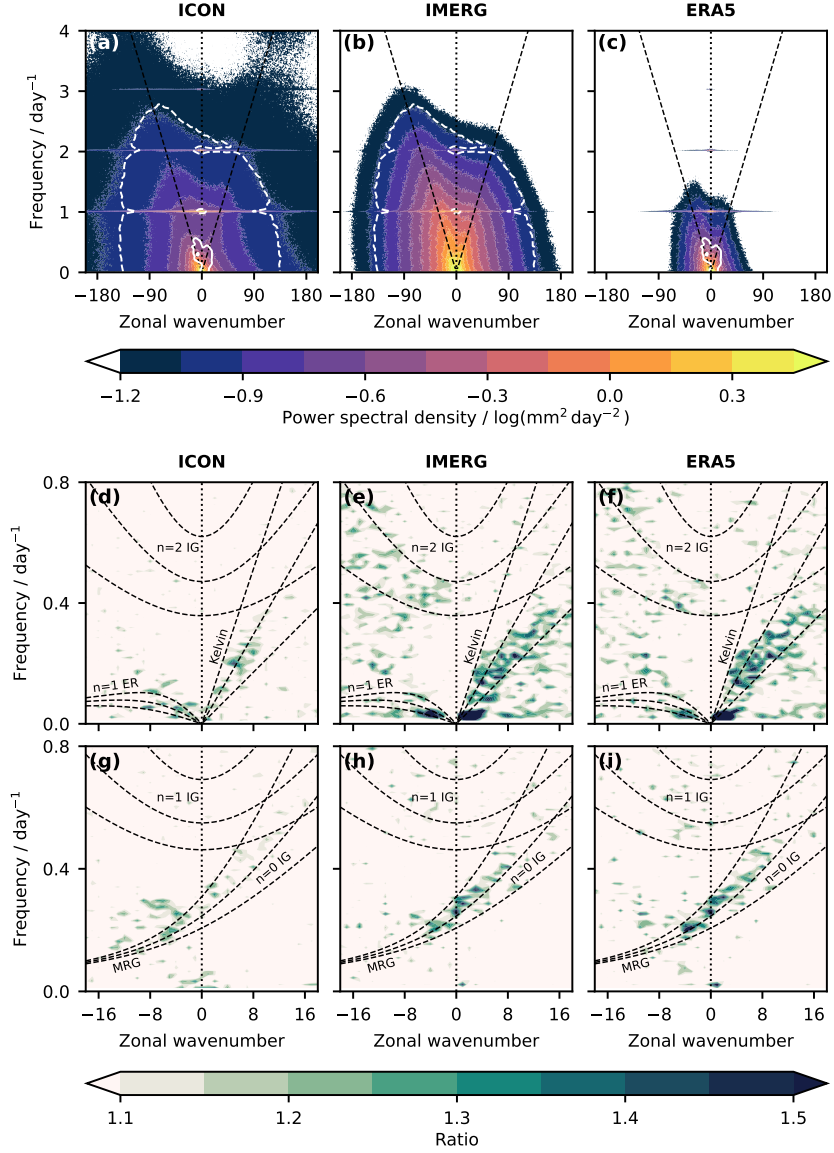 ICON IMERG ERA5
(a) (b) (c)
4
3
2
1
0
Frequency / day⁻¹
−180 −90 0 90 180 −180 −90 0 90 180 −180 −90 0 90 180
Zonal wavenumber Zonal wavenumber Zonal wavenumber
−1.2 −0.9 −0.6 −0.3 0.0 0.3
Power spectral density / log(mm² day⁻²)
ICON IMERG ERA5
(d) (e) (f)
0.8
0.4
0.0
Frequency / day⁻¹
n=2 IG n=2 IG n=2 IG
Kelvin Kelvin Kelvin
n=1 ER n=1 ER n=1 ER
(g) (h) (i)
0.8
0.4
0.0
Frequency / day⁻¹
n=1 IG n=1 IG n=1 IG
n=0 IG n=0 IG n=0 IG
MRG MRG MRG
−16 −8 0 8 16 −16 −8 0 8 16 −16 −8 0 8 16
Zonal wavenumber Zonal wavenumber Zonal wavenumber
1.1 1.2 1.3 1.4 1.5
Ratio